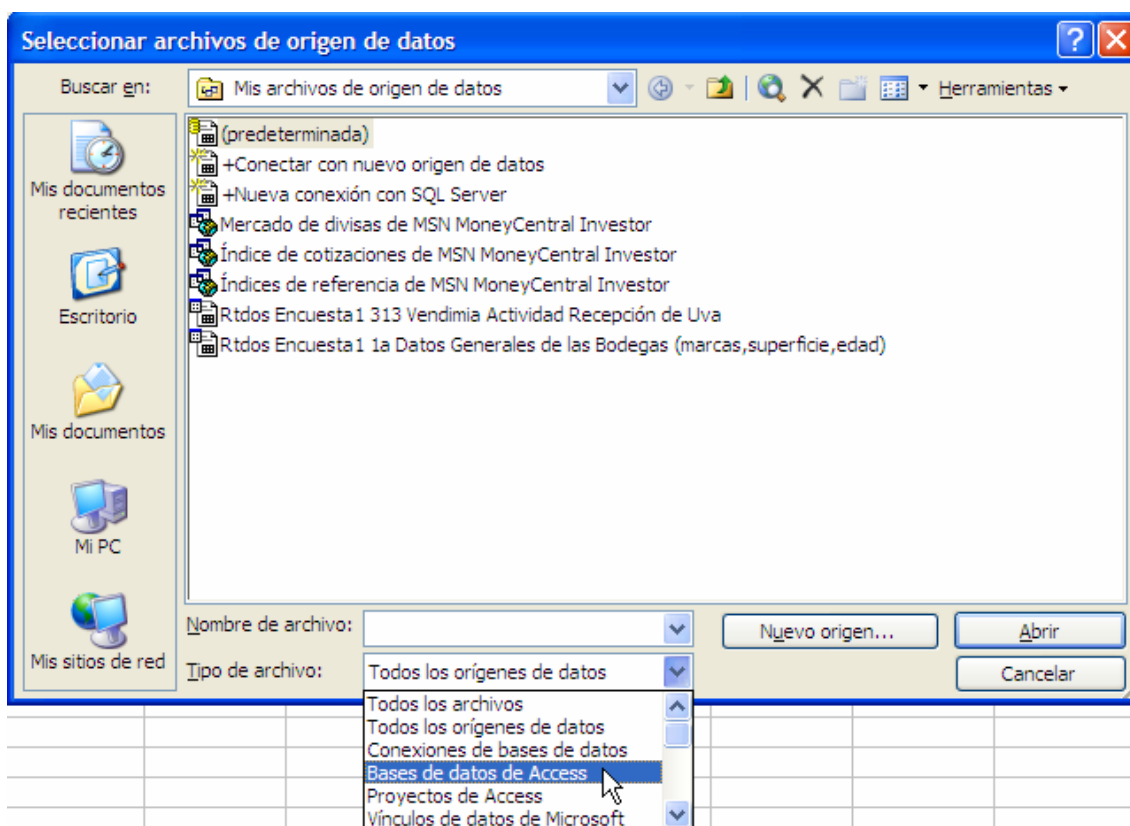 Seleccionar archivos de origen de datos
Buscar en:
Mis archivos de origen de datos
Herramientas
Mis documentos
recientes
Escritorio
Mis documentos
Mi PC
Mis sitios de red
(predeterminada)
+Conectar con nuevo origen de datos
+Nueva conexión con SQL Server
Mercado de divisas de MSN MoneyCentral Investor
Índice de cotizaciones de MSN MoneyCentral Investor
Índices de referencia de MSN MoneyCentral Investor
Rtdos Encuesta1 313 Vendimia Actividad Recepción de Uva
Rtdos Encuesta1 1a Datos Generales de las Bodegas (marcas,superficie,edad)
Nombre de archivo:
Nuevo origen...
Abrir
Tipo de archivo:
Todos los orígenes de datos
Cancelar
Todos los archivos
Todos los orígenes de datos
Conexiones de bases de datos
Bases de datos de Access
Proyectos de Access
Vínculos de datos de Microsoft